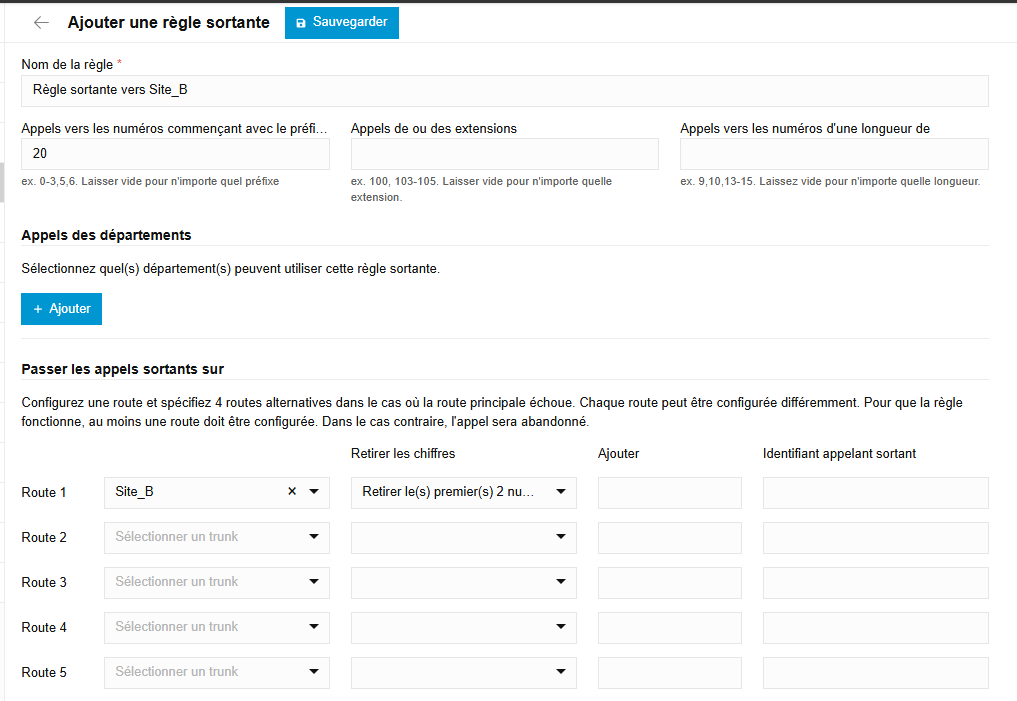 Ajouter une règle sortante
Sauvegarder
Nom de la règle *
Règle sortante vers Site_B
Appels vers les numéros commençant avec le préfi...
Appels de ou des extensions
Appels vers les numéros d'une longueur de
20
ex. 0-3,5,6. Laisser vide pour n'importe quel préfixe
ex. 100, 103-105. Laisser vide pour n'importe quelle
extension.
ex. 9,10,13-15. Laissez vide pour n'importe quelle longueur.
Appels des départements
Sélectionnez quel(s) département(s) peuvent utiliser cette règle sortante.
+ Ajouter
Passer les appels sortants sur
Configurez une route et spécifiez 4 routes alternatives dans le cas où la route principale échoue. Chaque route peut être configurée différemment. Pour que la règle
fonctionne, au moins une route doit être configurée. Dans le cas contraire, l'appel sera abandonné.
Retirer les chiffres
Ajouter
Identifiant appelant sortant
Route 1
Site_B
Retirer le(s) premier(s) 2 nu...
Route 2
Sélectionner un trunk
Route 3
Sélectionner un trunk
Route 4
Sélectionner un trunk
Route 5
Sélectionner un trunk